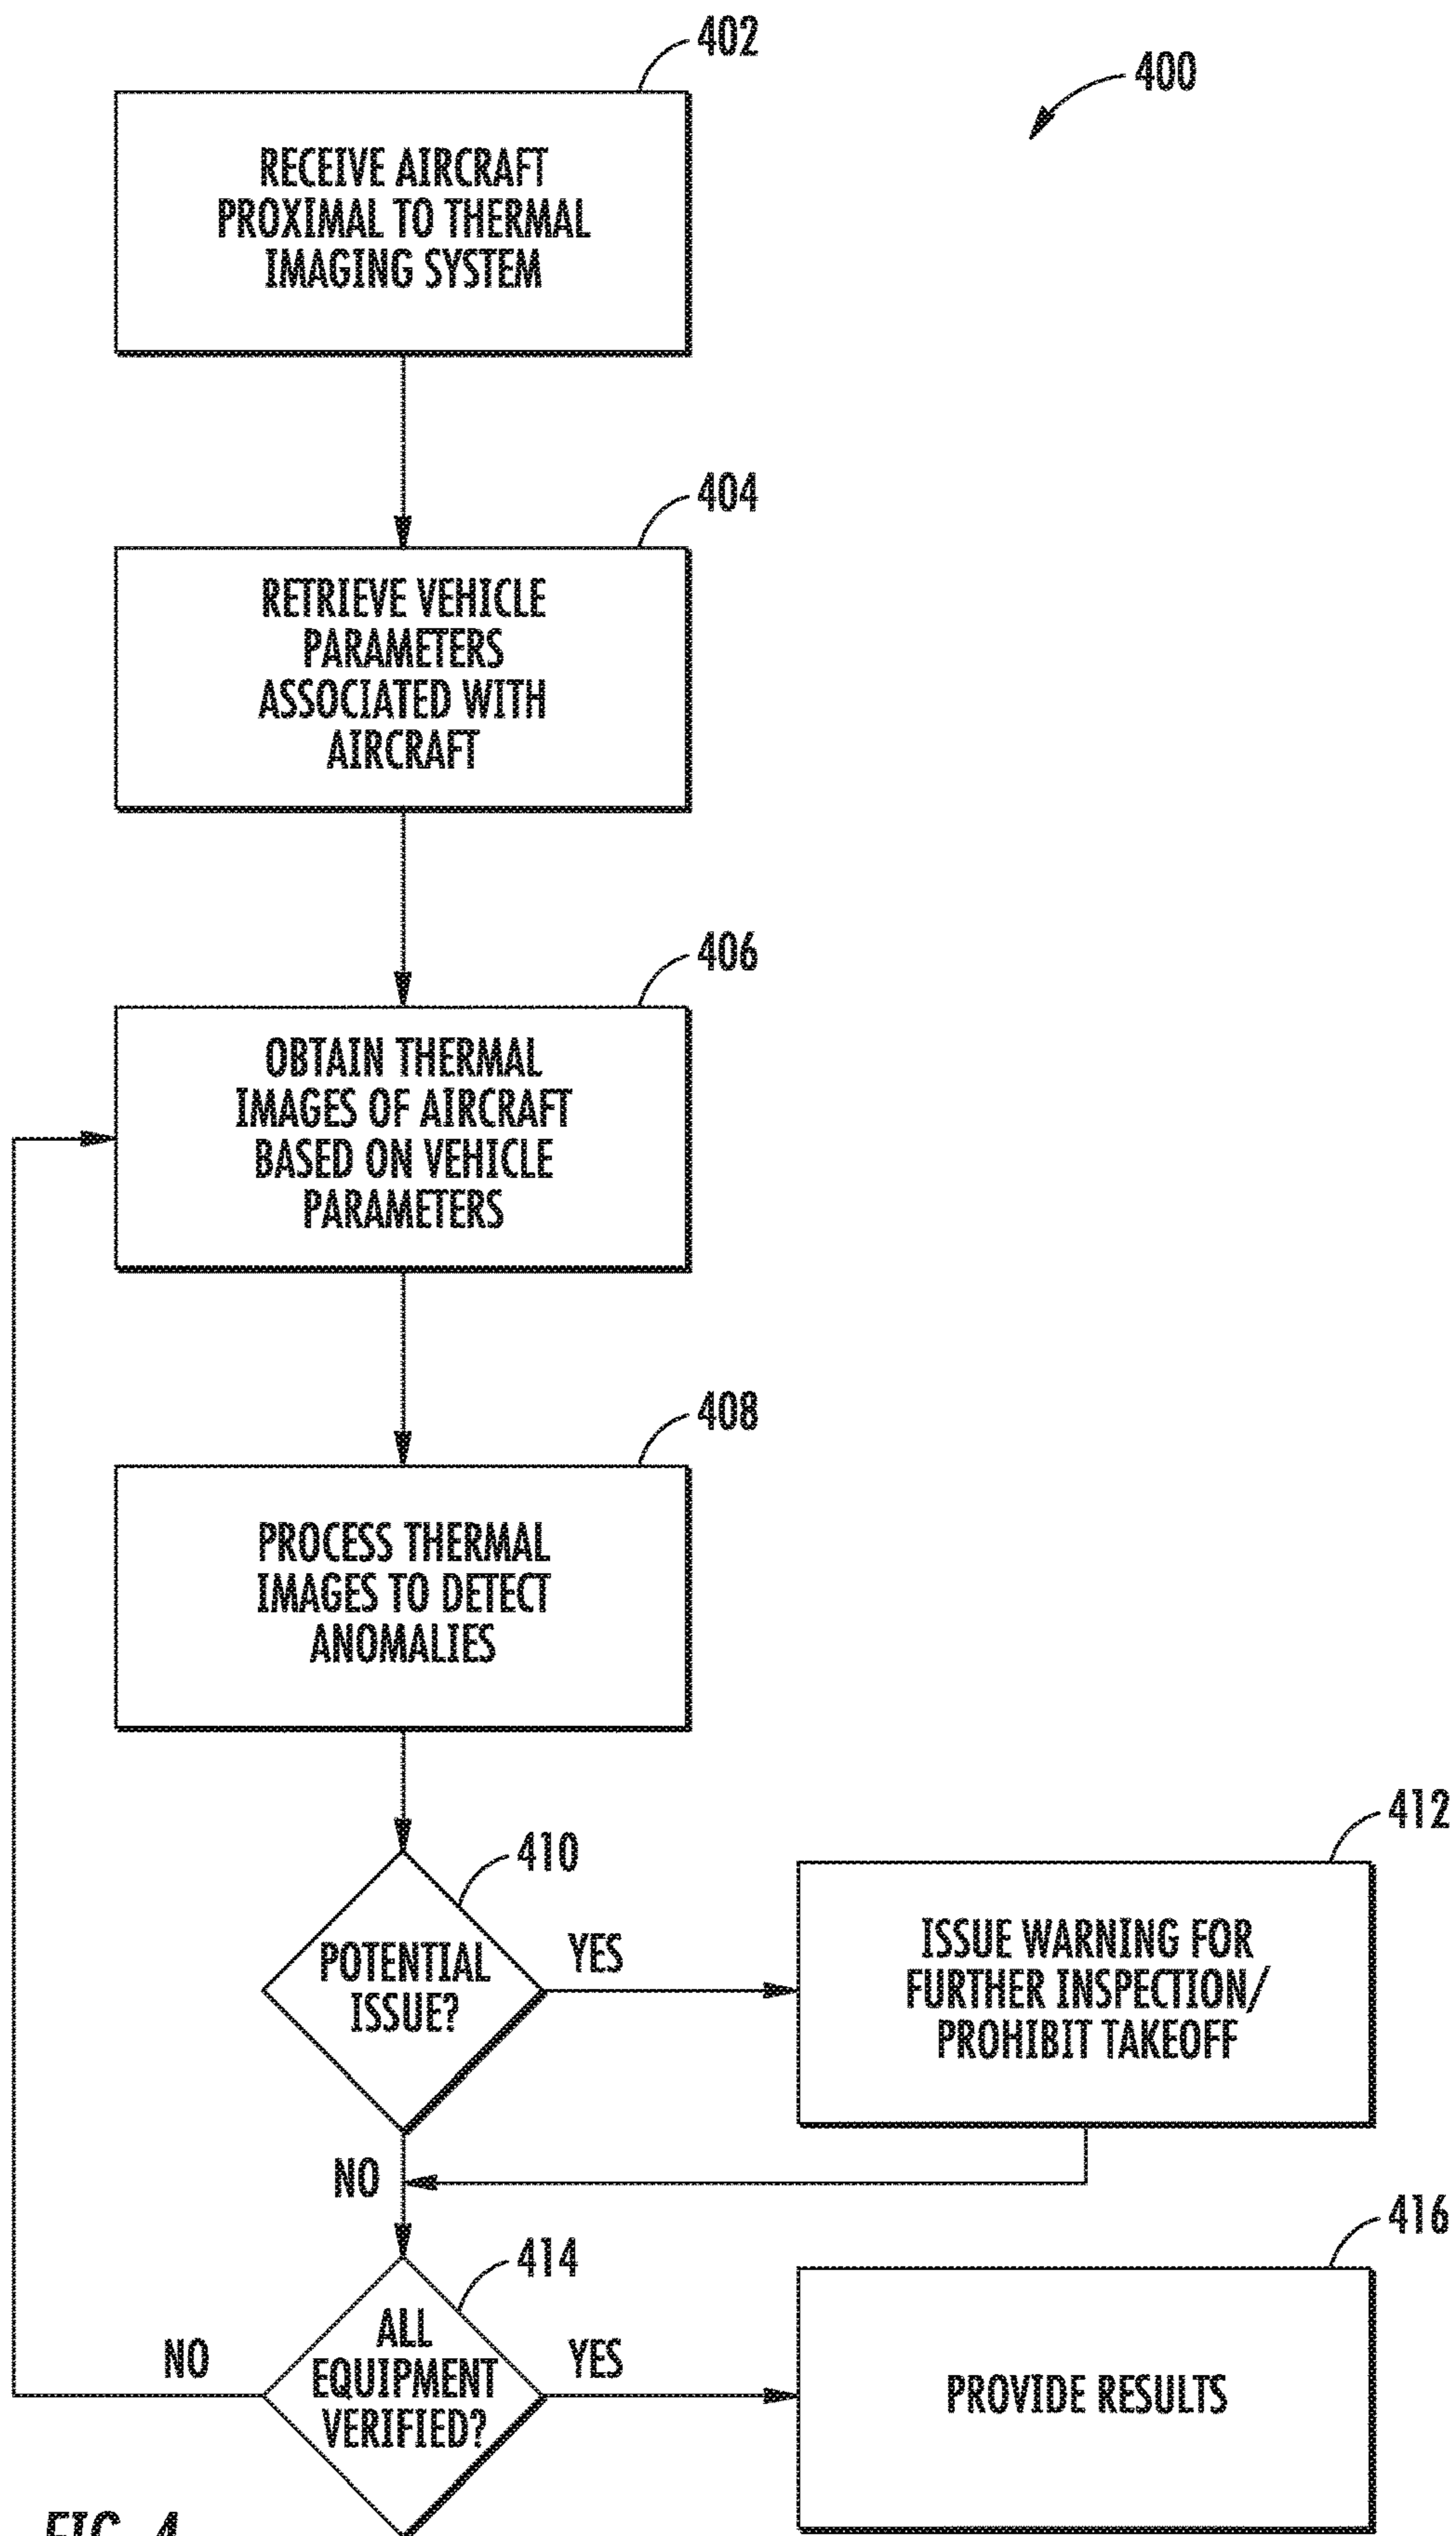 402
400
RECEIVE AIRCRAFT
PROXIMAL TO THERMAL
IMAGING SYSTEM
404
RETRIEVE VEHICLE
PARAMETERS
ASSOCIATED WITH
AIRCRAFT
406
OBTAIN THERMAL
IMAGES OF AIRCRAFT
BASED ON VEHICLE
PARAMETERS
408
PROCESS THERMAL
IMAGES TO DETECT
ANOMALIES
410
POTENTIAL
ISSUE?
YES
412
ISSUE WARNING FOR
FURTHER INSPECTION/
PROHIBIT TAKEOFF
NO
414
ALL
EQUIPMENT
VERIFIED?
NO
YES
416
PROVIDE RESULTS
FIG. 4